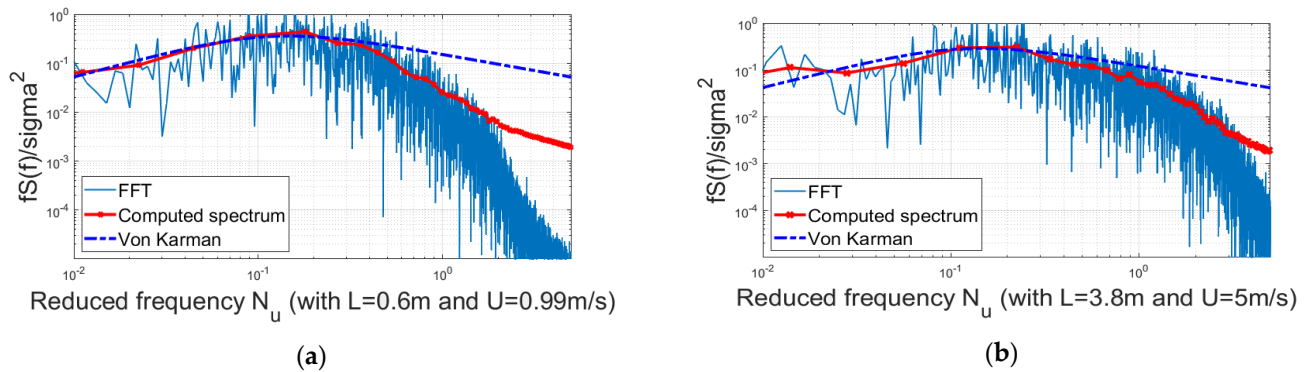 10^0
10^-1
10^-2
10^-3
10^-4
fS(f)/sigma^2
FFT
Computed spectrum
Von Karman
10^-2
10^-1
10^0
Reduced frequency N_u (with L=0.6m and U=0.99m/s)
(a)
10^0
10^-1
10^-2
10^-3
10^-4
fS(f)/sigma^2
FFT
Computed spectrum
Von Karman
10^-2
10^-1
10^0
Reduced frequency N_u (with L=3.8m and U=5m/s)
(b)